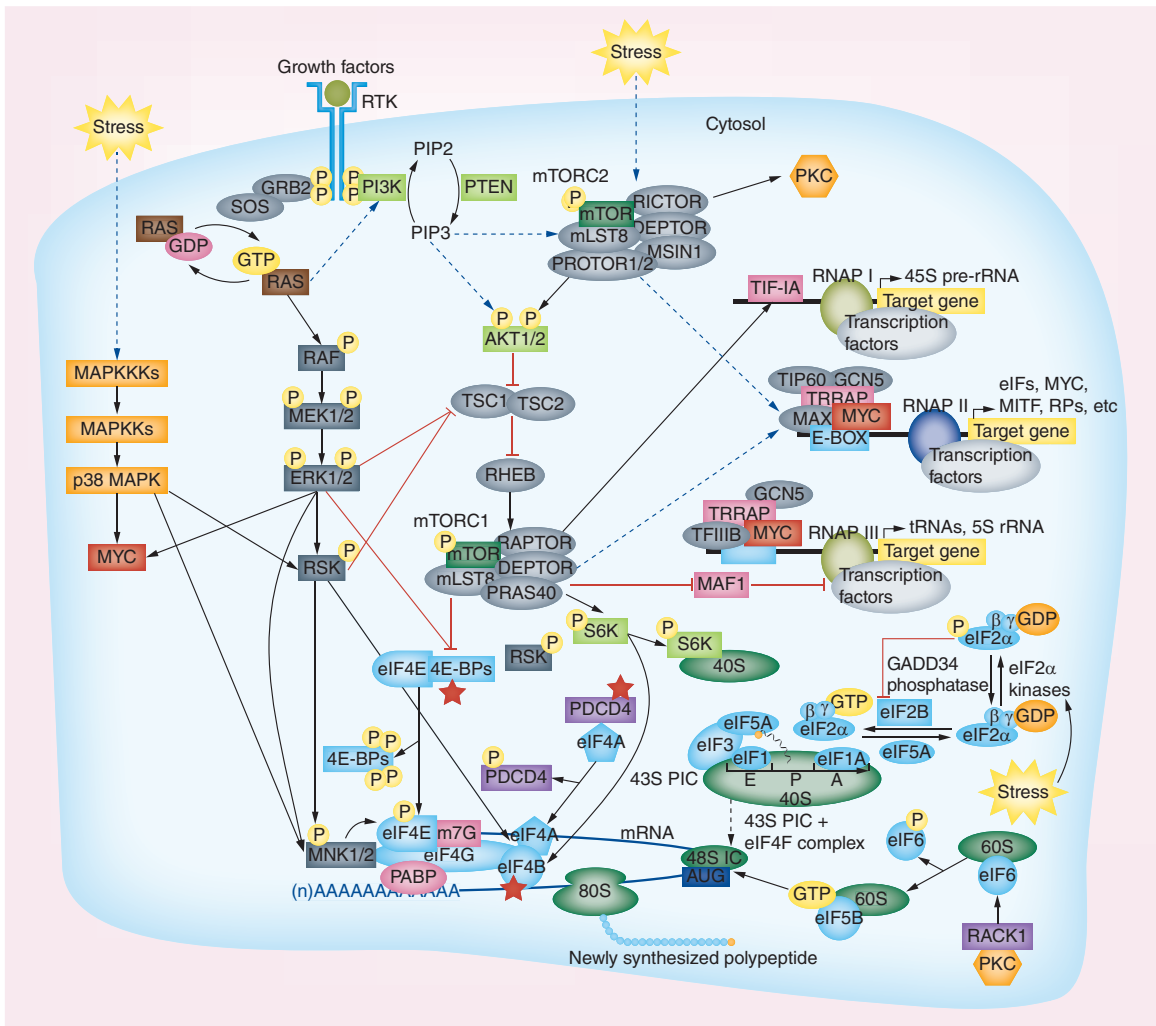 Stress
Growth factors
RTK
Stress
Cytosol
PIP2
GRB2
P
P
P
P
PI3K
PTEN
SOS
mTORC2
P
mTOR
RICTOR
DEPTOR
mLST8
MSIN1
PROTOR1/2
PKC
RAS
GDP
GTP
RAS
PIP3
TIF-IA
RNAP I
45S pre-rRNA
Target gene
Transcription
factors
P
P
AKT1/2
RAF
P
MAPKKKs
MAPKKs
p38 MAPK
MYC
P
P
MEK1/2
P
P
ERK1/2
RSK
P
TSC1
TSC2
RHEB
TIP60
GCN5
TRRAP
MAX
MYC
E-BOX
RNAP II
eIFs, MYC,
MITF, RPs, etc
Target gene
Transcription
factors
mTORC1
P
mTOR
RAPTOR
DEPTOR
mLST8
PRAS40
GCN5
TRRAP
TFIIIB
MYC
RNAP III
tRNAs, 5S rRNA
Target gene
Transcription
factors
MAF1
P
S6K
P
S6K
40S
RSK
P
eIF4E
4E-BPs
PDCD4
eIF4A
P
PDCD4
P
P
4E-BPs
P
P
P
eIF2α
β
γ
GDP
GADD34
phosphatase
eIF2α
kinases
eIF2B
β
γ
GTP
eIF2α
eIF5A
β
γ
GDP
eIF2α
eIF5A
eIF3
eIF1
eIF1A
43S PIC
E
P
A
40S
Stress
43S PIC +
eIF4F complex
P
MNK1/2
P
eIF4E
m7G
eIF4G
eIF4A
eIF4B
mRNA
PABP
(n)AAAAAAAAAAAA
48S IC
AUG
80S
GTP
eIF5B
60S
P
eIF6
60S
eIF6
RACK1
PKC
Newly synthesized polypeptide